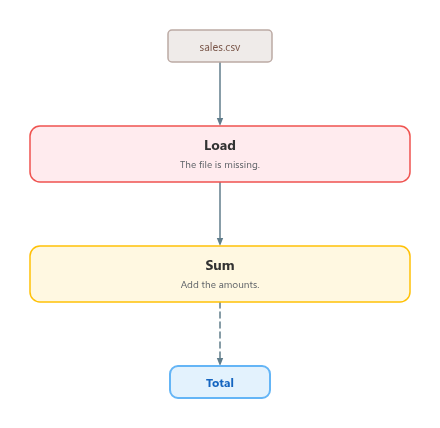 sales.csv
Load
The file is missing.
Sum
Add the amounts.
Total